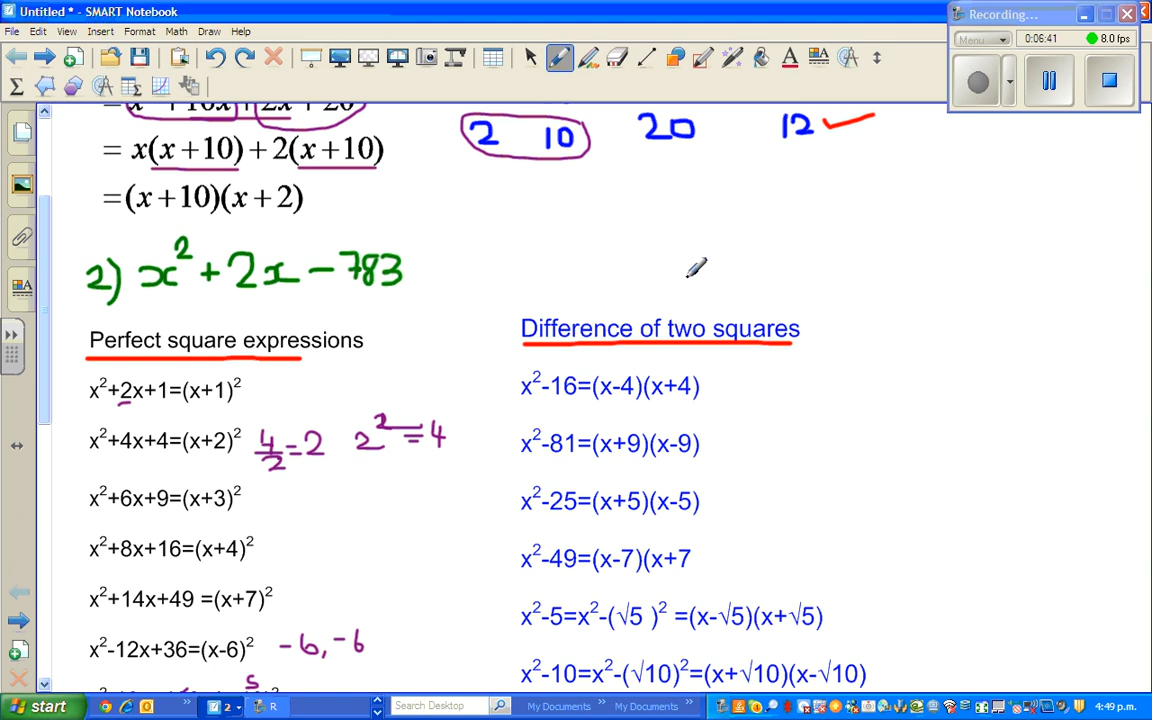 Untitled * - SMART Notebook
File Edit View Insert Format Math Draw Help
Recording...
Menu
0:06:41
8.0 fps
2 10 20 12
= x(x+10)+2(x+10)
=(x+10)(x+2)
2) x² + 2x - 783
Perfect square expressions
x²+2x+1=(x+1)²
x²+4x+4=(x+2)² 4/2=2 2²=4
x²+6x+9=(x+3)²
x²+8x+16=(x+4)²
x²+14x+49 =(x+7)²
x²-12x+36=(x-6)² -6,-6
Difference of two squares
x²-16=(x-4)(x+4)
x²-81=(x+9)(x-9)
x²-25=(x+5)(x-5)
x²-49=(x-7)(x+7
x²-5=x²-(√5 )² =(x-√5)(x+√5)
x²-10=x²-(√10)²=(x+√10)(x-√10)
start
2
R
Search Desktop
My Documents
My Documents
4:49 p.m.